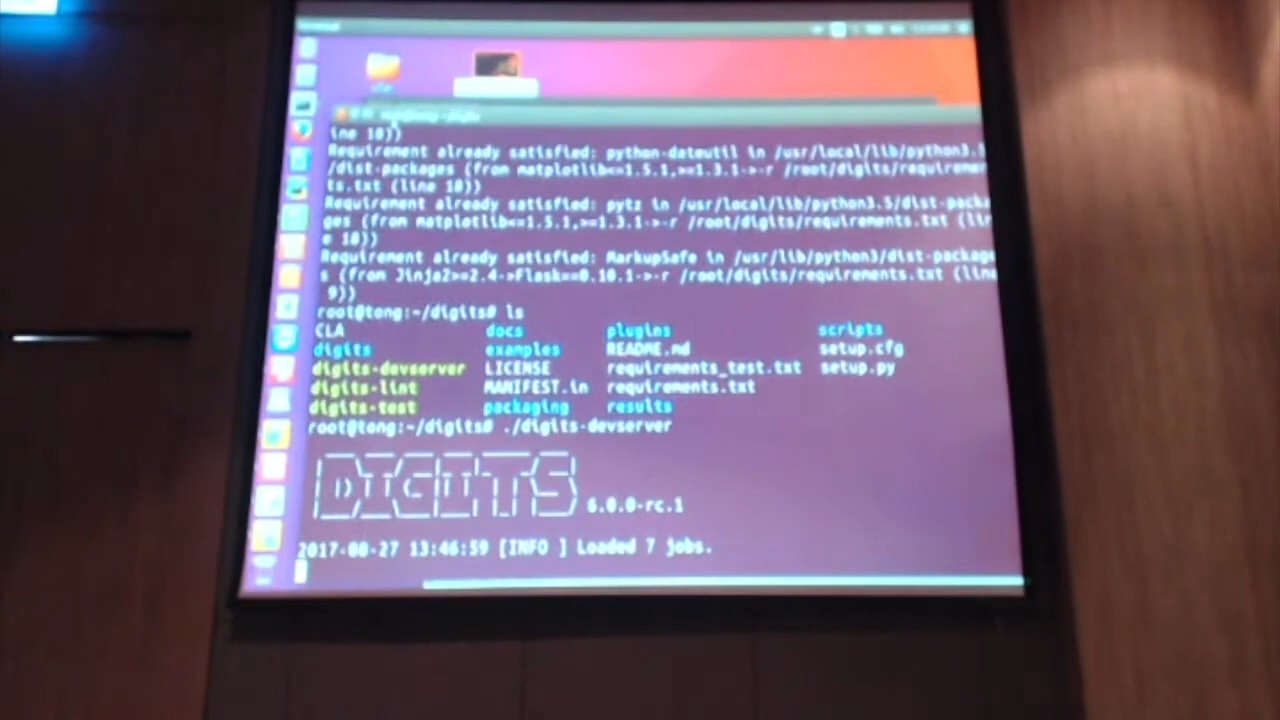 ine 10))
Requirement already satisfied: python-dateutil in /usr/local/lib/python3.5
/dist-packages (from matplotlib<=1.5.1,>=1.3.1->-r /root/digits/requiremen
ts.txt (line 10))
Requirement already satisfied: pytz in /usr/local/lib/python3.5/dist-packa
ges (from matplotlib<=1.5.1,>=1.3.1->-r /root/digits/requirements.txt (lin
e 10))
Requirement already satisfied: MarkupSafe in /usr/lib/python3/dist-package
s (from Jinja2>=2.4->Flask==0.10.1->-r /root/digits/requirements.txt (line
9))
root@tong:~/digits# ls
CLA docs plugins scripts
digits examples README.md setup.cfg
digits-devserver LICENSE requirements_test.txt setup.py
digits-lint MANIFEST.in requirements.txt
digits-test packaging results
root@tong:~/digits# ./digits-devserver
DIGITS 6.0.0-rc.1
2017-08-27 13:46:59 [INFO ] Loaded 7 jobs.